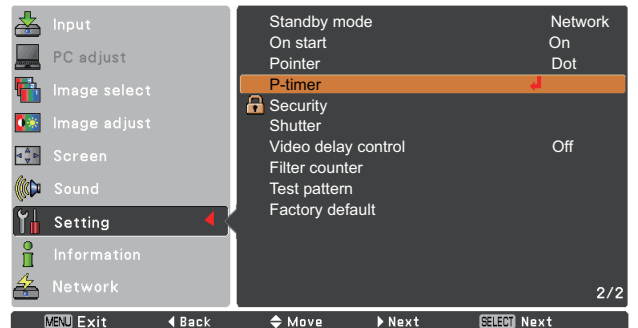 Input
PC adjust
Image select
Image adjust
Screen
Sound
Setting
Information
Network
Standby mode Network
On start On
Pointer Dot
P-timer
Security
Shutter
Video delay control Off
Filter counter
Test pattern
Factory default
2/2
MENU Exit Back Move Next SELECT Next